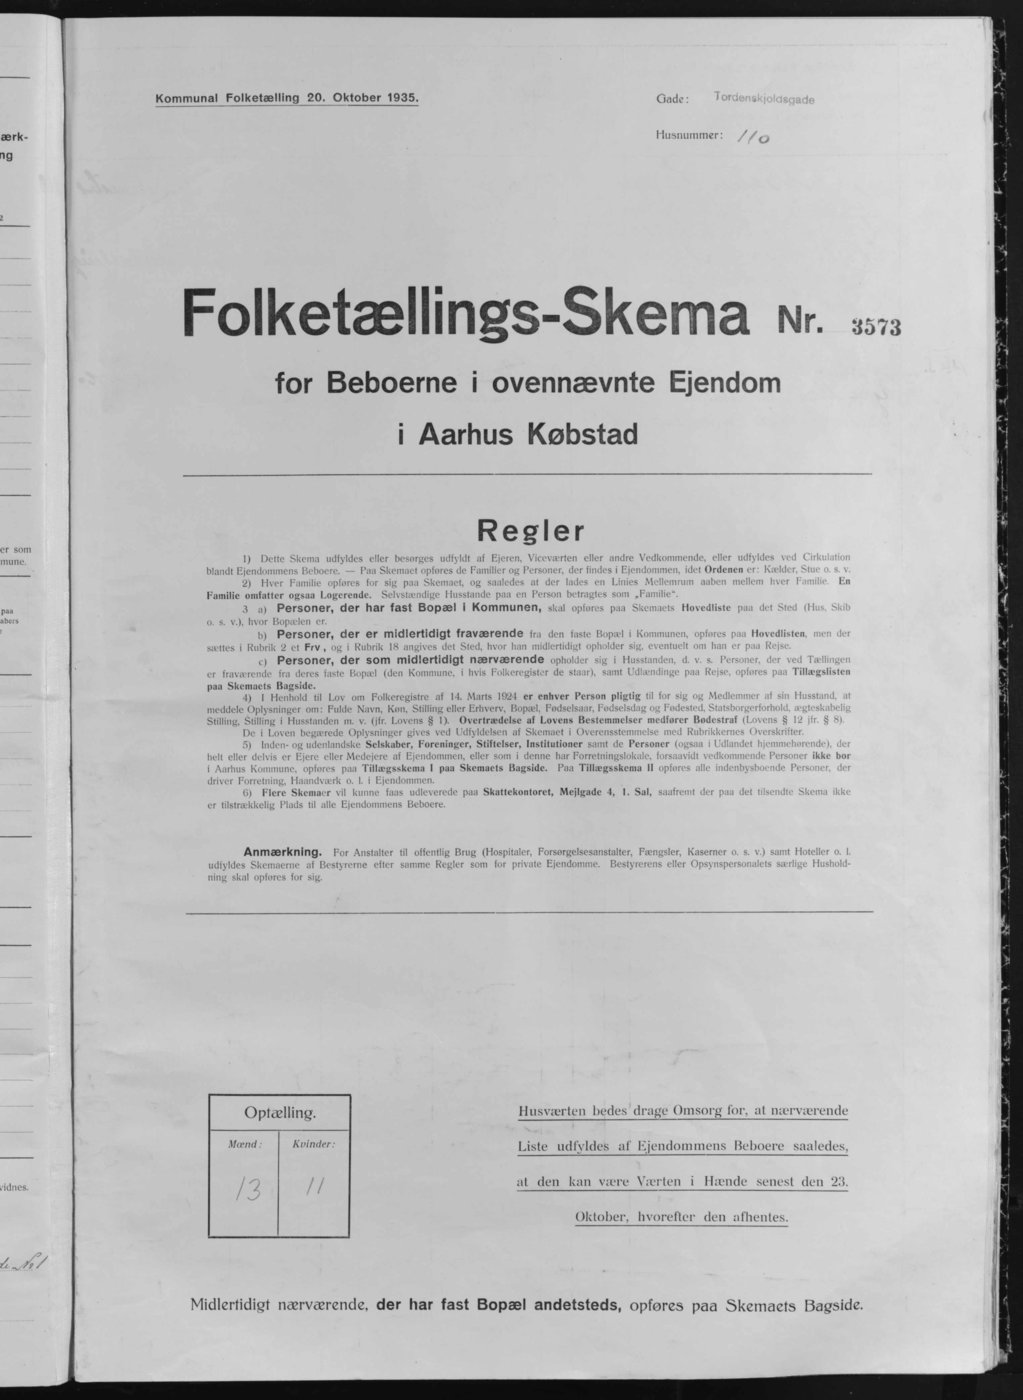 ærk-
ng
2
er som
mune.
paa
abers
vidnes.
Kommunal Folketælling 20. Oktober 1935.
Gade: Tordenskjoldsgade
Husnummer: 110
Folketællings-Skema Nr. 3573
for Beboerne i ovennævnte Ejendom
i Aarhus Købstad
Regler
1) Dette Skema udfyldes eller besørges udfyldt af Ejeren, Viceværten eller andre Vedkommende, eller udfyldes ved Cirkulation
blandt Ejendommens Beboere. — Paa Skemaet opføres de Familier og Personer, der findes i Ejendommen, idet Ordenen er: Kælder, Stue o. s. v.
2) Hver Familie opføres for sig paa Skemaet, og saaledes at der lades en Linies Mellemrum aaben mellem hver Familie. En
Familie omfatter ogsaa Logerende. Selvstændige Husstande paa en Person betragtes som „Familie“.
3 a) Personer, der har fast Bopæl i Kommunen, skal opføres paa Skemaets Hovedliste paa det Sted (Hus, Skib
o. s. v.), hvor Bopælen er.
b) Personer, der er midlertidigt fraværende fra den faste Bopæl i Kommunen, opføres paa Hovedlisten, men der
sættes i Rubrik 2 et Frv, og i Rubrik 18 angives det Sted, hvor han midlertidigt opholder sig, eventuelt om han er paa Rejse.
c) Personer, der som midlertidigt nærværende opholder sig i Husstanden, d. v. s. Personer, der ved Tællingen
er fraværende fra deres faste Bopæl (den Kommune, i hvis Folkeregister de staar), samt Udlændinge paa Rejse, opføres paa Tillægslisten
paa Skemaets Bagside.
4) I Henhold til Lov om Folkeregistre af 14. Marts 1924 er enhver Person pligtig til for sig og Medlemmer af sin Husstand, at
meddele Oplysninger om: Fulde Navn, Køn, Stilling eller Erhverv, Bopæl, Fødselsaar, Fødselsdag og Fødested, Statsborgerforhold, ægteskabelig
Stilling, Stilling i Husstanden m. v. (jfr. Lovens § 1). Overtrædelse af Lovens Bestemmelser medfører Bødestraf (Lovens § 12 jfr. § 8).
De i Loven begærede Oplysninger gives ved Udfyldelsen af Skemaet i Overensstemmelse med Rubrikkernes Overskrifter.
5) Inden- og udenlandske Selskaber, Foreninger, Stiftelser, Institutioner samt de Personer (ogsaa i Udlandet hjemmehørende), der
helt eller delvis er Ejere eller Medejere af Ejendommen, eller som i denne har Forretningslokale, forsaavidt vedkommende Personer ikke bor
i Aarhus Kommune, opføres paa Tillægsskema I paa Skemaets Bagside. Paa Tillægsskema II opføres alle indenbysboende Personer, der
driver Forretning, Haandværk o. l. i Ejendommen.
6) Flere Skemaer vil kunne faas udleverede paa Skattekontoret, Mejlgade 4, 1. Sal, saafremt der paa det tilsendte Skema ikke
er tilstrækkelig Plads til alle Ejendommens Beboere.
Anmærkning. For Anstalter til offentlig Brug (Hospitaler, Forsørgelsesanstalter, Fængsler, Kaserner o. s. v.) samt Hoteller o. l.
udfyldes Skemaerne af Bestyrerne efter samme Regler som for private Ejendomme. Bestyrerens eller Opsynspersonalets særlige Hushold-
ning skal opføres for sig.
Optælling.
Mænd: Kvinder:
13 11
Husværten bedes drage Omsorg for, at nærværende
Liste udfyldes af Ejendommens Beboere saaledes,
at den kan være Værten i Hænde senest den 23.
Oktober, hvorefter den afhentes.
Midlertidigt nærværende, der har fast Bopæl andetsteds, opføres paa Skemaets Bagside.